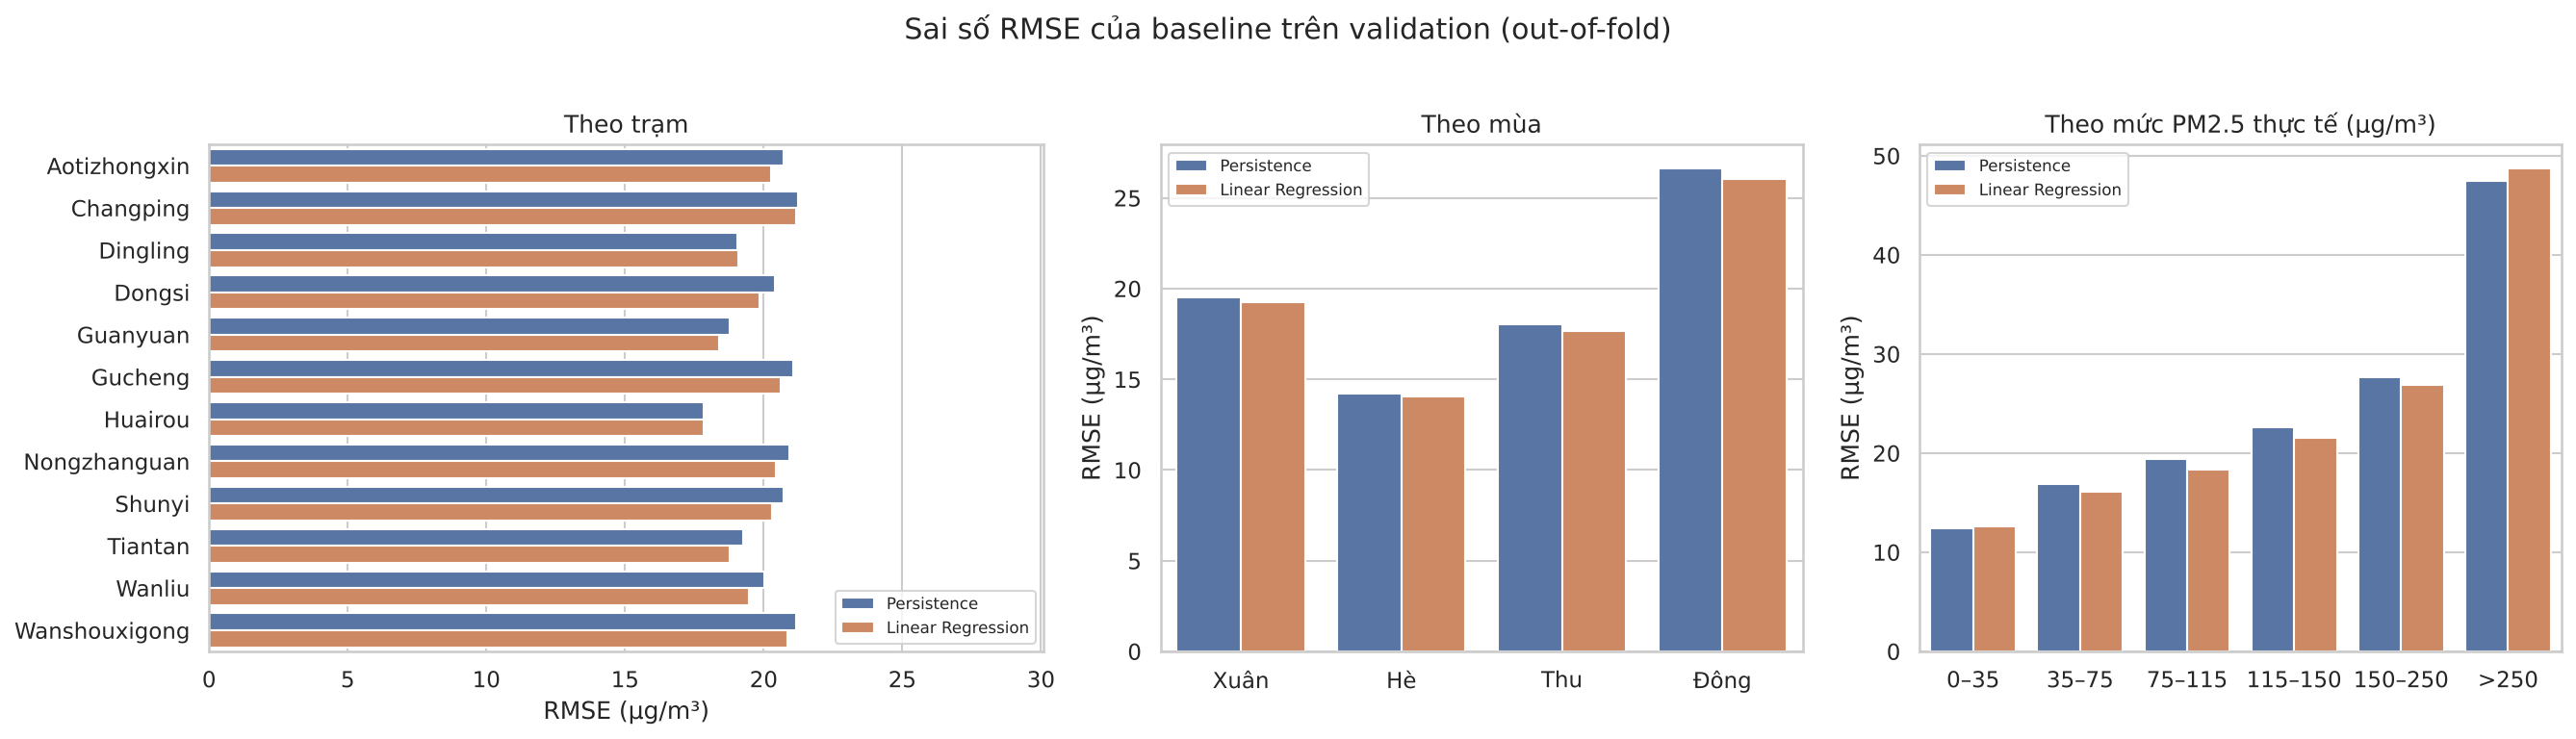 Sai số RMSE của baseline trên validation (out-of-fold)
Theo trạm
Aotizhongxin
Changping
Dingling
Dongsi
Guanyuan
Gucheng
Huairou
Nongzhanguan
Shunyi
Tiantan
Wanliu
Wanshouxigong
Persistence
Linear Regression
0 5 10 15 20 25 30
RMSE (µg/m³)
Theo mùa
Persistence
Linear Regression
RMSE (µg/m³)
25
20
15
10
5
0
Xuân Hè Thu Đông
Theo mức PM2.5 thực tế (µg/m³)
Persistence
Linear Regression
RMSE (µg/m³)
50
40
30
20
10
0
0–35 35–75 75–115 115–150 150–250 >250